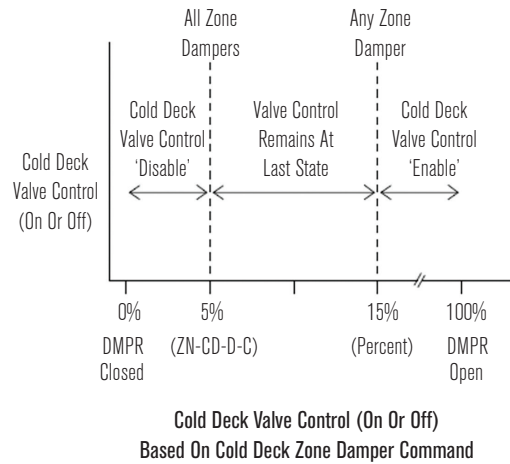 All Zone
Dampers
Any Zone
Damper
Cold Deck
Valve Control
'Disable'
Valve Control
Remains At
Last State
Cold Deck
Valve Control
'Enable'
Cold Deck
Valve Control
(On Or Off)
0%
5%
15%
100%
DMPR
Closed
(ZN-CD-D-C)
(Percent)
DMPR
Open
Cold Deck Valve Control (On Or Off)
Based On Cold Deck Zone Damper Command